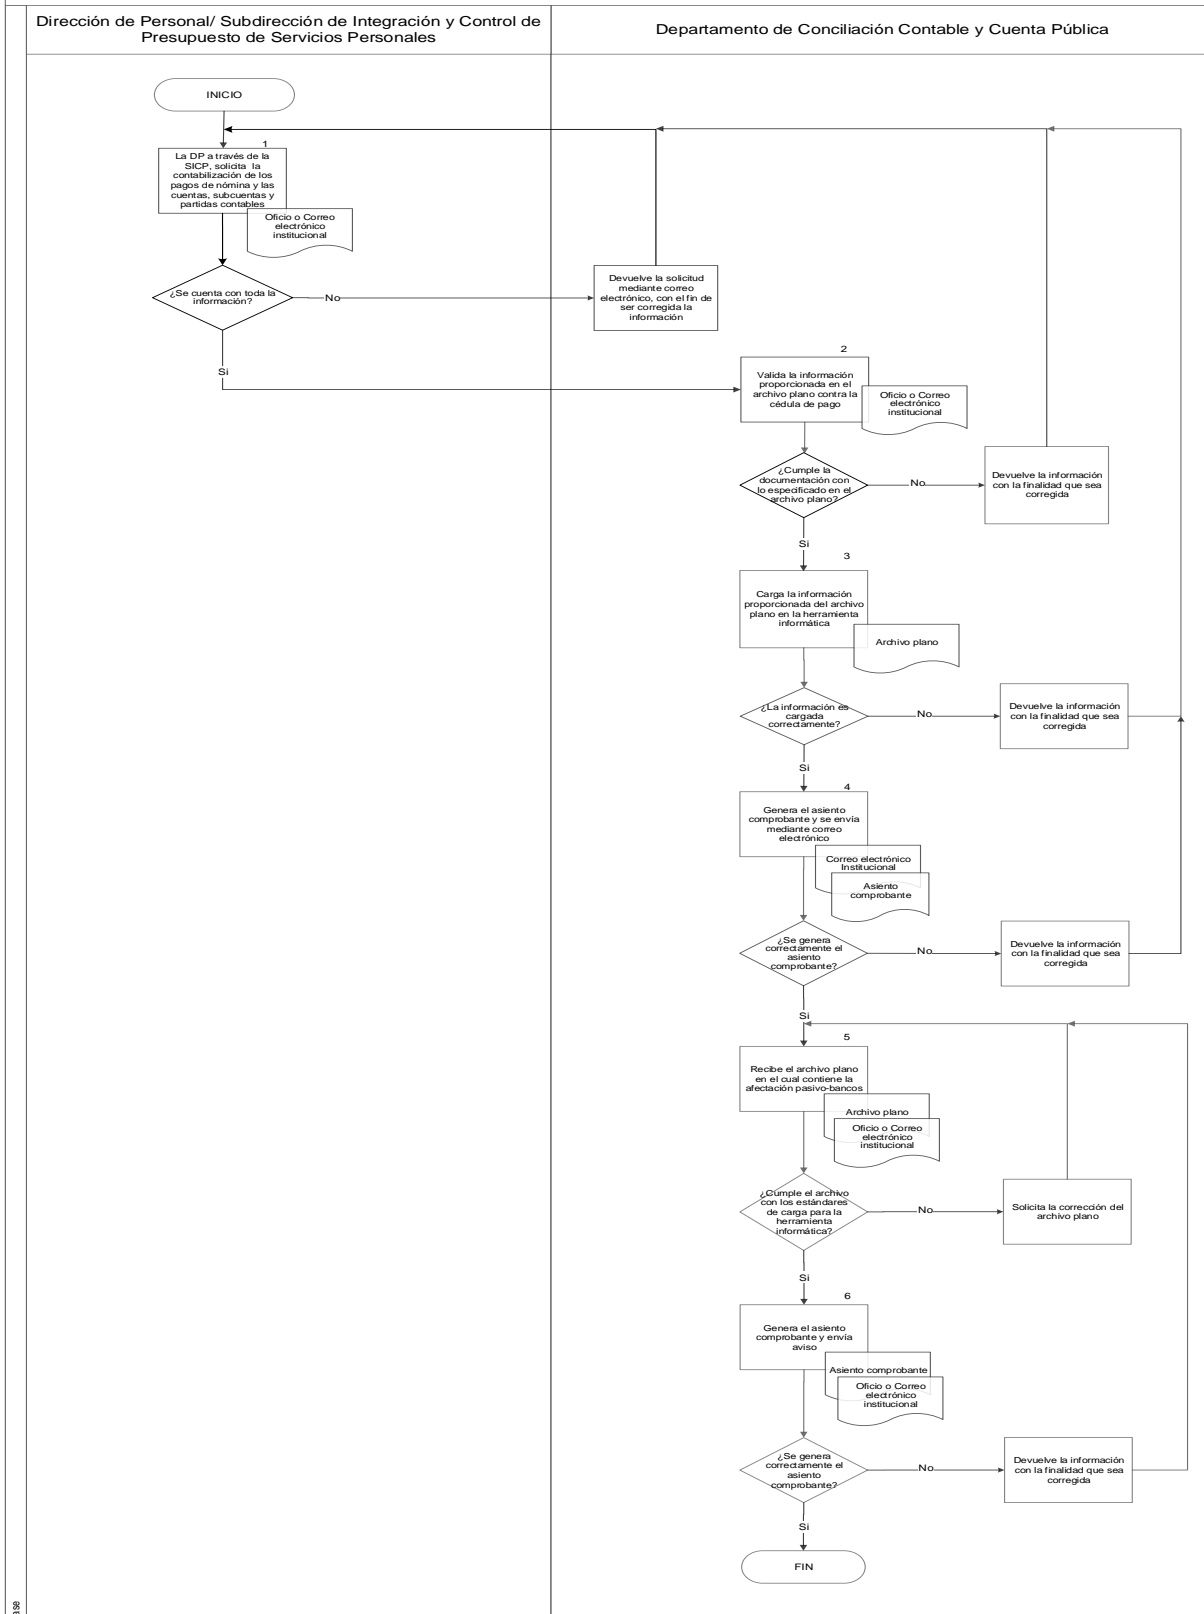 Dirección de Personal/ Subdirección de Integración y Control de
Presupuesto de Servicios Personales
Departamento de Conciliación Contable y Cuenta Pública
INICIO
1
La DP a través de la
SICP, solicita la
contabilización de los
pagos de nómina y las
cuentas, subcuentas y
partidas contables
Oficio o Correo
electrónico
institucional
¿Se cuenta con toda la
información?
No
Devuelve la solicitud
mediante correo
electrónico, con el fin de
ser corregida la
información
Si
2
Valida la información
proporcionada en el
archivo plano contra la
cédula de pago
Oficio o Correo
electrónico
institucional
¿Cumple la
documentación con
lo especificado en el
archivo plano?
No
Devuelve la información
con la finalidad que sea
corregida
Si
3
Carga la información
proporcionada del archivo
plano en la herramienta
informática
Archivo plano
¿La información es
cargada
correctamente?
No
Devuelve la información
con la finalidad que sea
corregida
Si
4
Genera el asiento
comprobante y se envía
mediante correo
electrónico
Correo electrónico
Institucional
Asiento
comprobante
¿Se genera
correctamente el
asiento
comprobante?
No
Devuelve la información
con la finalidad que sea
corregida
Si
5
Recibe el archivo plano
en el cual contiene la
afectación pasivo-bancos
Archivo plano
Oficio o Correo
electrónico
institucional
¿Cumple el archivo
con los estándares
de carga para la
herramienta
informática?
No
Solicita la corrección del
archivo plano
Si
6
Genera el asiento
comprobante y envía
aviso
Asiento comprobante
Oficio o Correo
electrónico
institucional
¿Se genera
correctamente el
asiento
comprobante?
No
Devuelve la información
con la finalidad que sea
corregida
Si
FIN